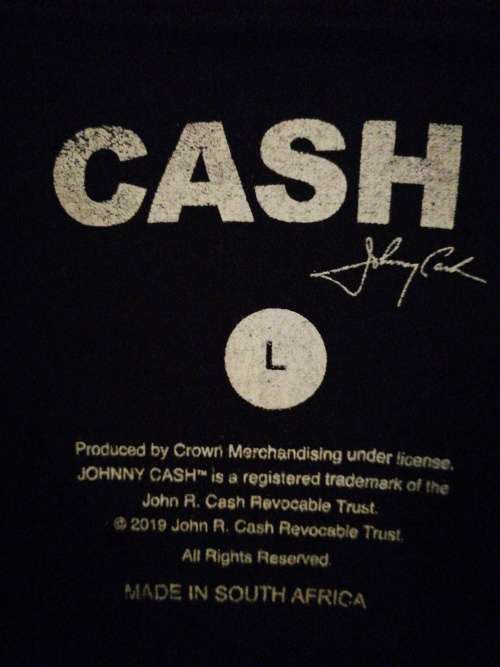 CASH
Johnny Cash
L
Produced by Crown Merchandising under license.
JOHNNY CASH™ is a registered trademark of the
John R. Cash Revocable Trust.
© 2019 John R. Cash Revocable Trust.
All Rights Reserved.
MADE IN SOUTH AFRICA